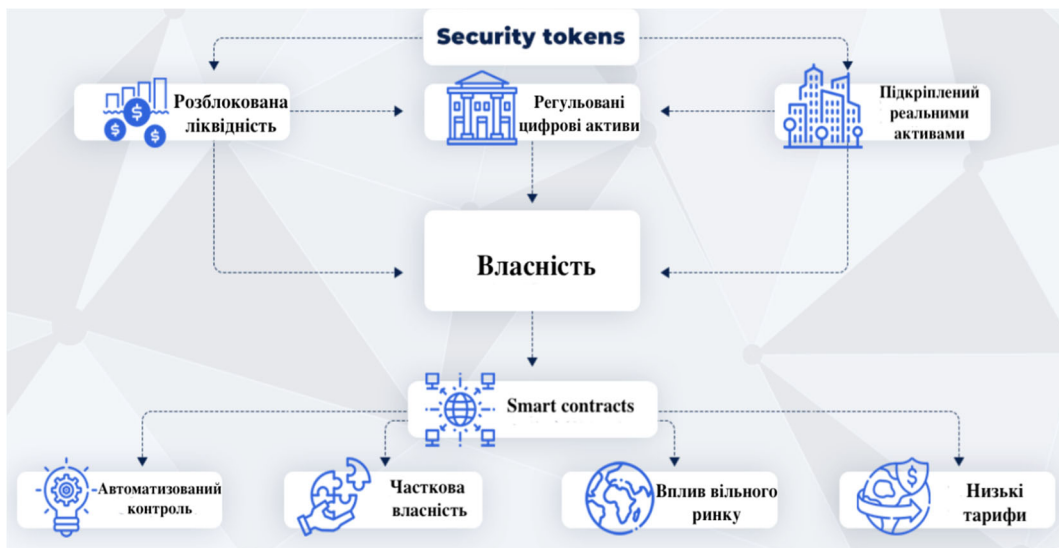 Security tokens
Розблокована
ліквідність
Регульовані
цифрові активи
Підкріплений
реальними
активами
Власність
Smart contracts
Автоматизований
контроль
Часткова
власність
Вплив вільного
ринку
Низькі
тарифи